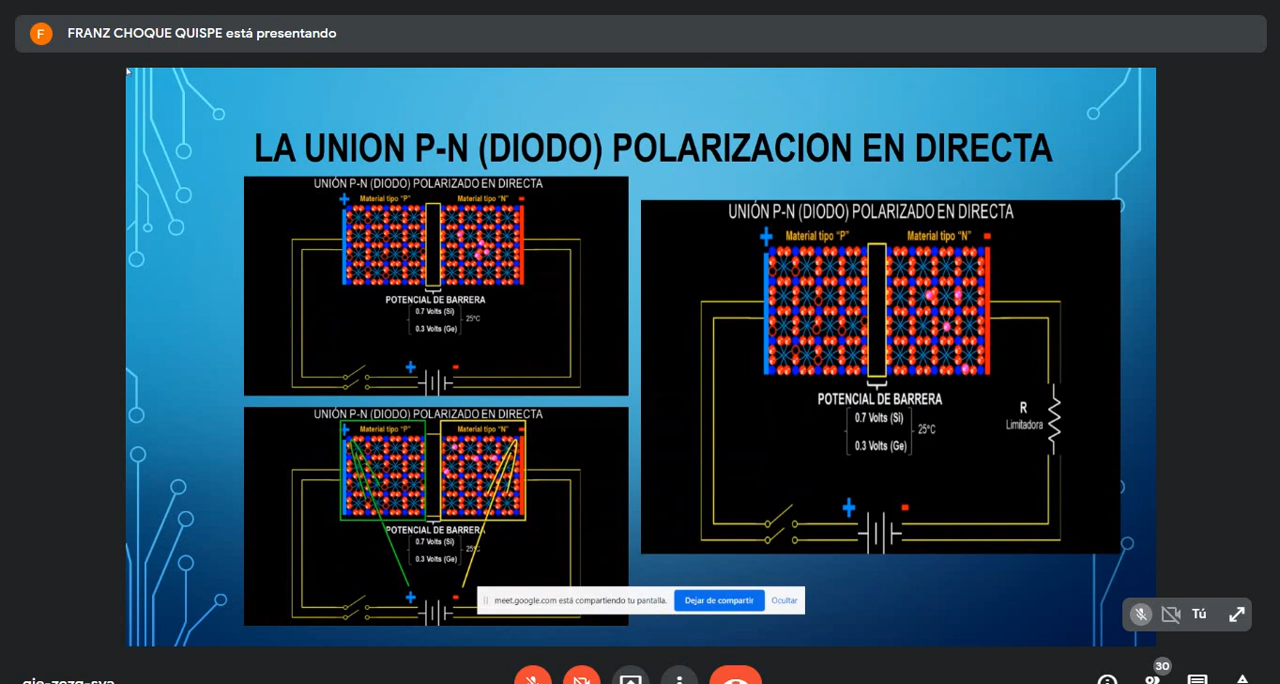 F FRANZ CHOQUE QUISPE está presentando
LA UNION P-N (DIODO) POLARIZACION EN DIRECTA
UNIÓN P-N (DIODO) POLARIZADO EN DIRECTA
+ Material tipo "P" Material tipo "N" -
POTENCIAL DE BARRERA
0.7 Volts (Si)
25°C
0.3 Volts (Ge)
+ -
UNIÓN P-N (DIODO) POLARIZADO EN DIRECTA
+ Material tipo "P" Material tipo "N" -
POTENCIAL DE BARRERA
0.7 Volts (Si)
0.3 Volts (Ge)
+ -
UNIÓN P-N (DIODO) POLARIZADO EN DIRECTA
+ Material tipo "P" Material tipo "N" -
POTENCIAL DE BARRERA
0.7 Volts (Si)
25°C
0.3 Volts (Ge)
R
Limitadora
+ -
meet.google.com está compartiendo tu pantalla. Dejar de compartir Ocultar
Tú
30